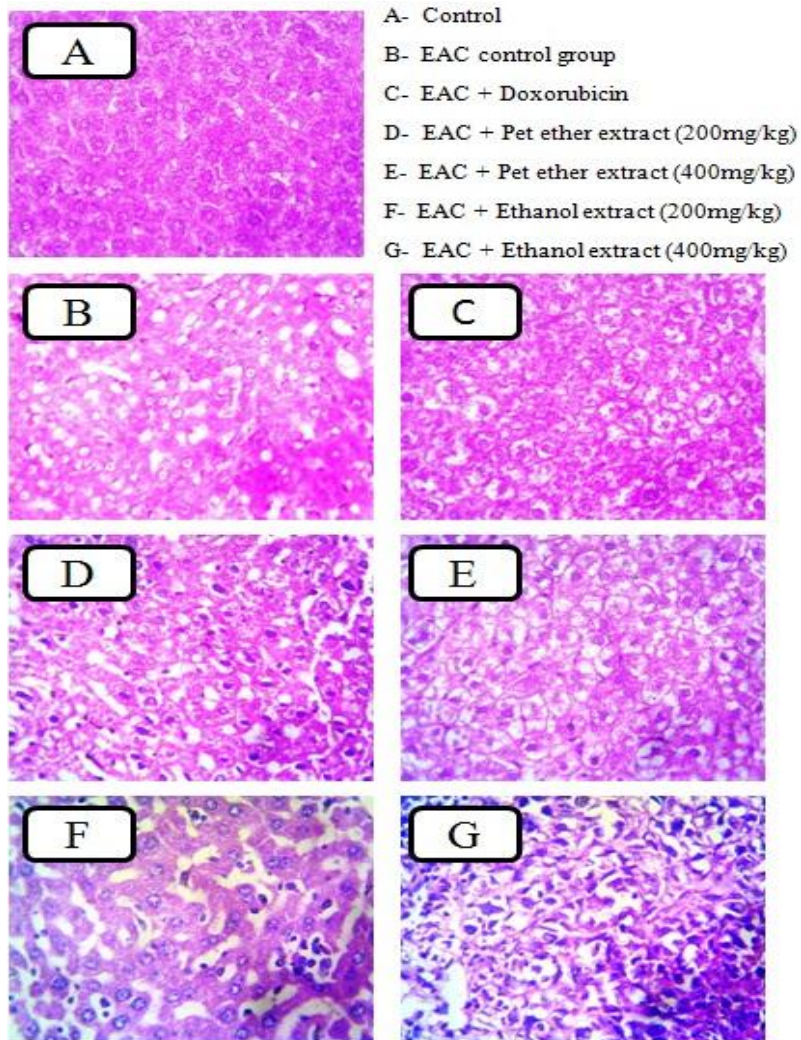 A
A- Control
B- EAC control group
C- EAC + Doxorubicin
D- EAC + Pet ether extract (200mg/kg)
E- EAC + Pet ether extract (400mg/kg)
F- EAC + Ethanol extract (200mg/kg)
G- EAC + Ethanol extract (400mg/kg)
B
C
D
E
F
G